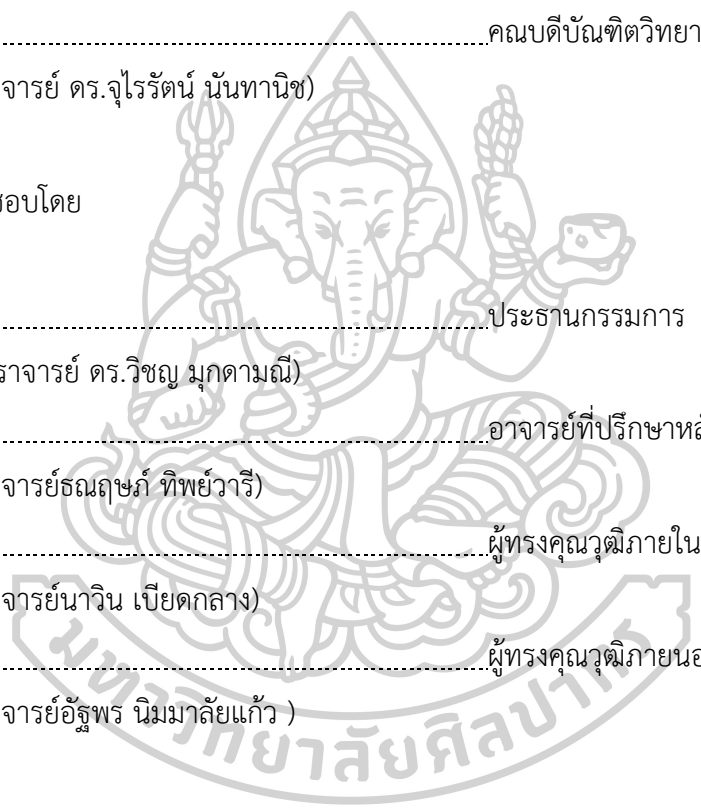 คณบดีบัณฑิตวิทยา
จารย์ ดร.จุไรรัตน์ นันทานิช)
สอบโดย
ประธานกรรมการ
ราจารย์ ดร.วิชญ มุกดามณี)
อาจารย์ที่ปรึกษาหลั
จารย์ธณฤษภ์ ทิพย์วารี)
ผู้ทรงคุณวุฒิภายใน
จารย์นาวิน เบียดกลาง)
ผู้ทรงคุณวุฒิภายนอ
จารย์อัฐพร นิมมาลัยแก้ว )
มหาวิทยาลัยศิลปากร